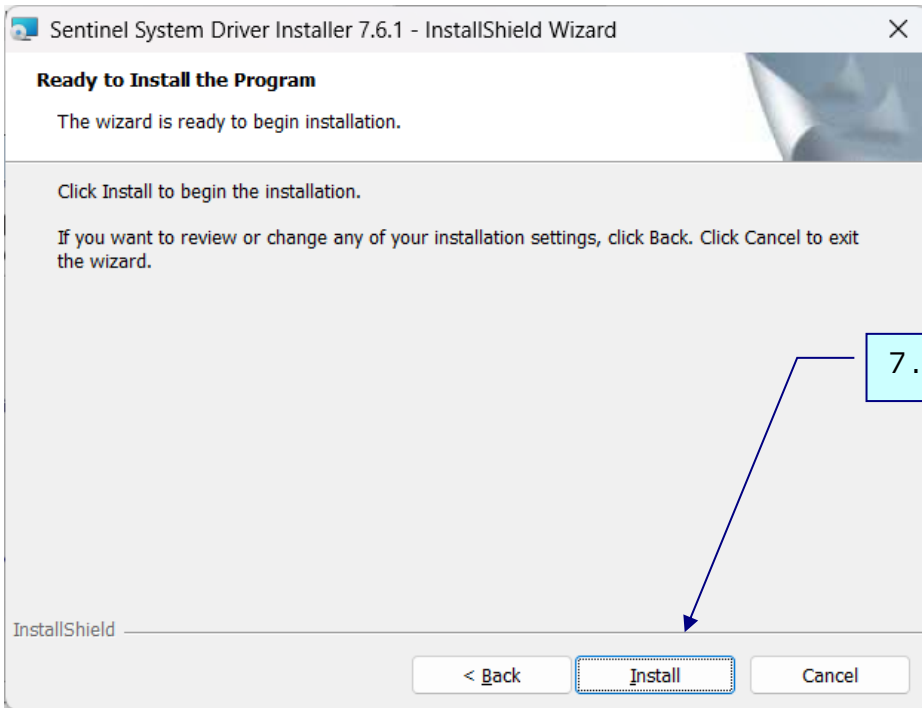 Sentinel System Driver Installer 7.6.1 - InstallShield Wizard
Ready to Install the Program
The wizard is ready to begin installation.
Click Install to begin the installation.
If you want to review or change any of your installation settings, click Back. Click Cancel to exit
the wizard.
7.
InstallShield
< Back
Install
Cancel